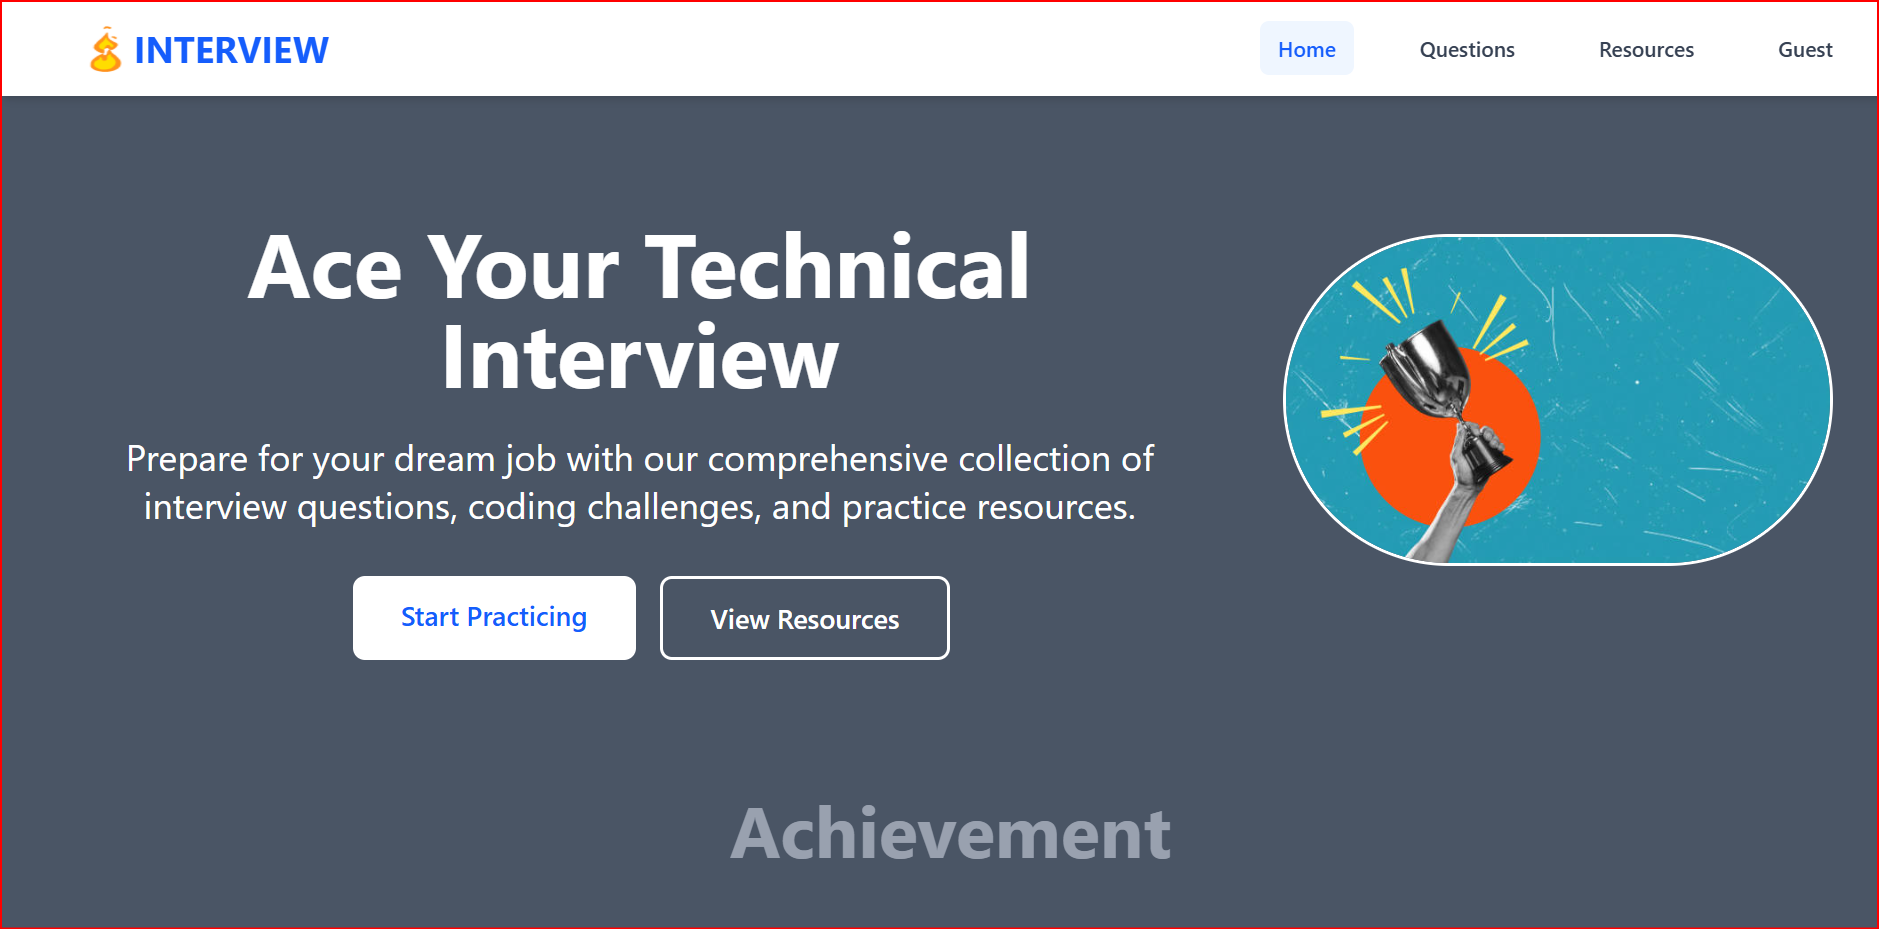 INTERVIEW
Home
Questions
Resources
Guest
Ace Your Technical
Interview
Prepare for your dream job with our comprehensive collection of
interview questions, coding challenges, and practice resources.
Start Practicing
View Resources
Achievement